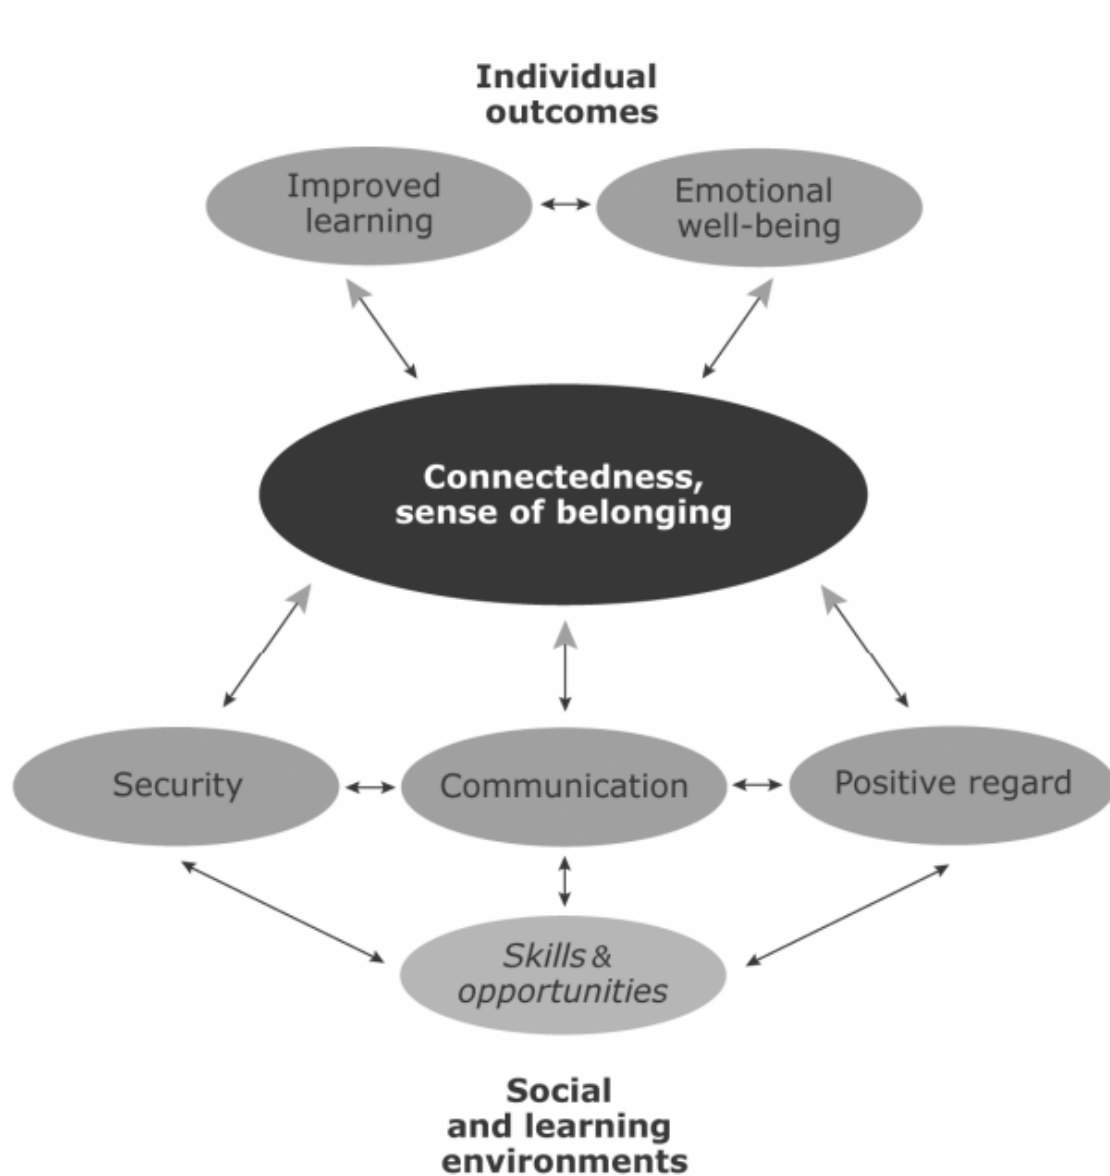 Individual
outcomes
Improved
learning
Emotional
well-being
Connectedness,
sense of belonging
Security
Communication
Positive regard
Skills &
opportunities
Social
and learning
environments